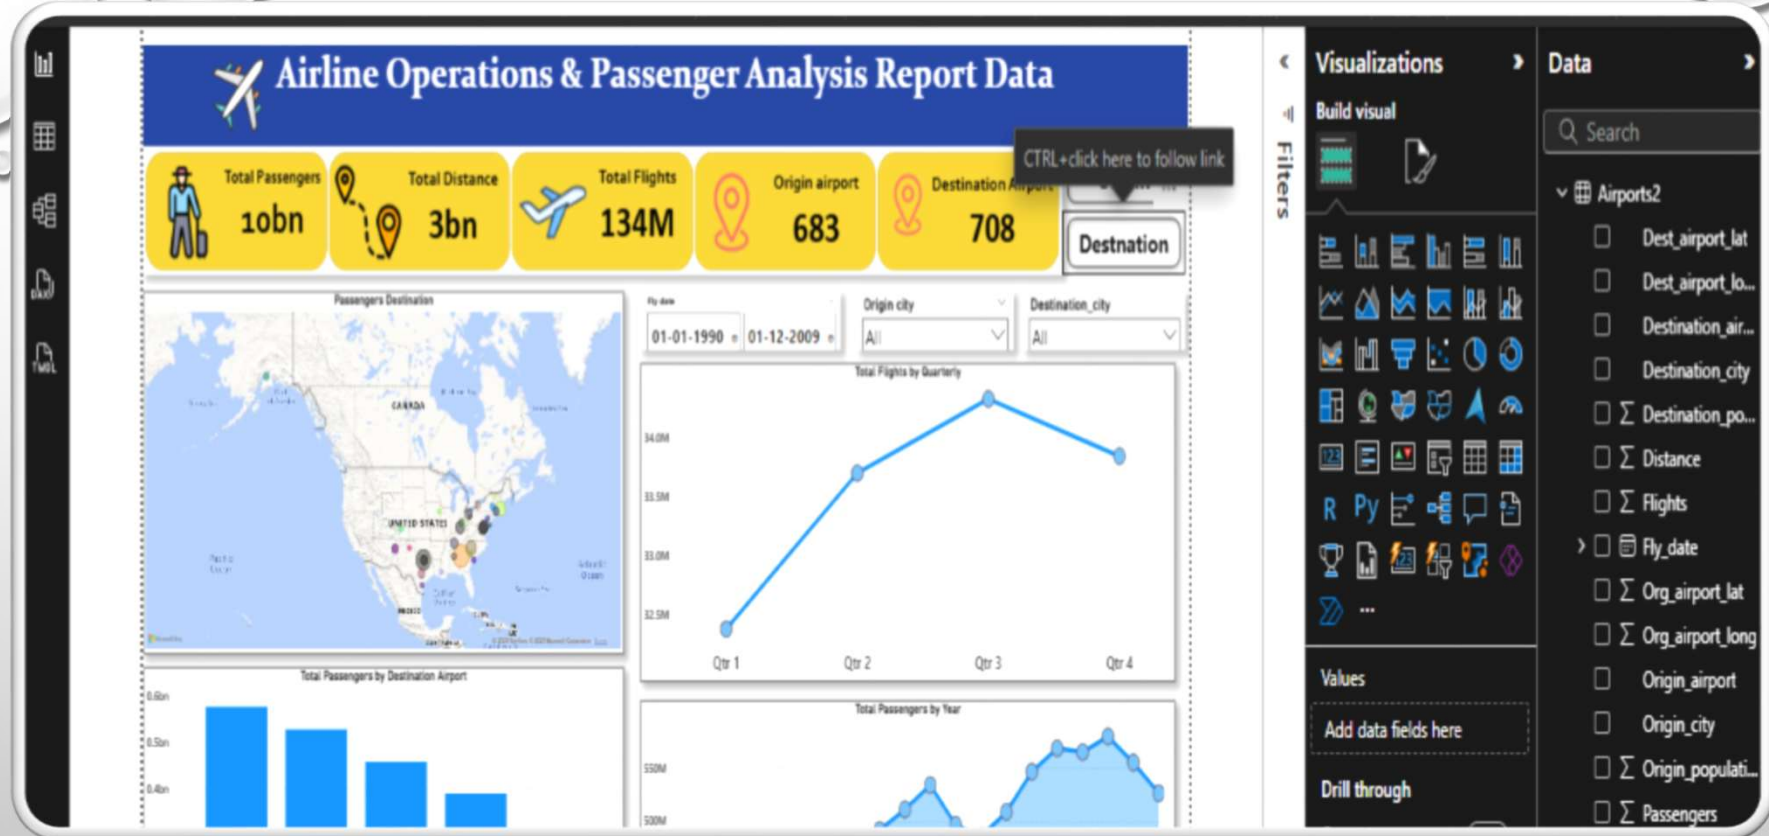 Airline Operations & Passenger Analysis Report Data
CTRL+click here to follow link
Total Passengers
10bn
Total Distance
3bn
Total Flights
134M
Origin airport
683
Destination Airport
708
Destnation
Passengers Destination
CANADA
UNITED STATES
MEXICO
Fly date
01-01-1990
01-12-2009
Origin city
All
Destination_city
All
Total Flights by Quarterly
34.0M
33.5M
33.0M
32.5M
Qtr 1
Qtr 2
Qtr 3
Qtr 4
Total Passengers by Destination Airport
0.6bn
0.5bn
0.4bn
Total Passengers by Year
550M
500M
Filters
Visualizations
Build visual
R
Py
123
...
Values
Add data fields here
Drill through
Data
Search
Airports2
Dest_airport_lat
Dest_airport_lo...
Destination_air...
Destination_city
Σ Destination_po...
Σ Distance
Σ Flights
Fly_date
Σ Org_airport_lat
Σ Org_airport_long
Origin_airport
Origin_city
Σ Origin_populati...
Σ Passengers